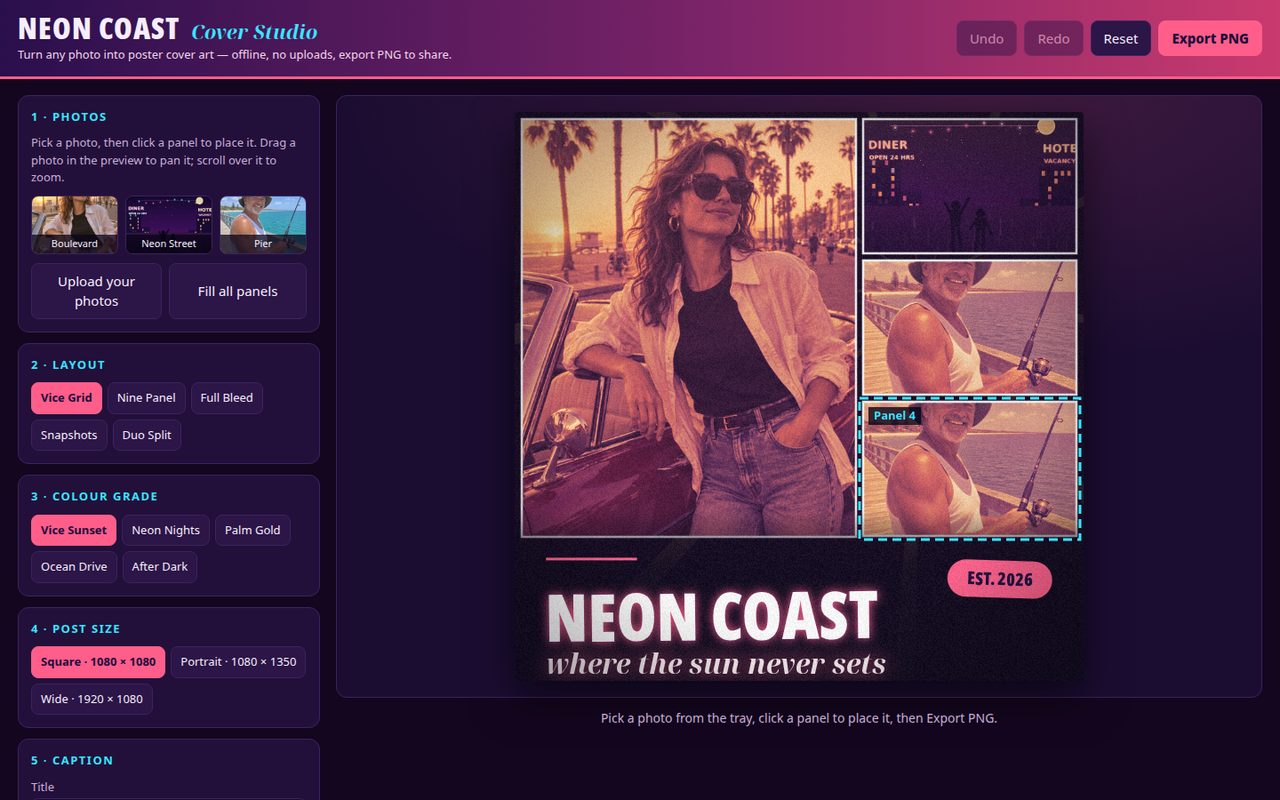 NEON COAST Cover Studio
Turn any photo into poster cover art — offline, no uploads, export PNG to share.
Undo
Redo
Reset
Export PNG
1 · PHOTOS
Pick a photo, then click a panel to place it. Drag a
photo in the preview to pan it; scroll over it to
zoom.
DINER
HOTE
Boulevard
Neon Street
Pier
Upload your
photos
Fill all panels
2 · LAYOUT
Vice Grid
Nine Panel
Full Bleed
Snapshots
Duo Split
3 · COLOUR GRADE
Vice Sunset
Neon Nights
Palm Gold
Ocean Drive
After Dark
4 · POST SIZE
Square · 1080 × 1080
Portrait · 1080 × 1350
Wide · 1920 × 1080
5 · CAPTION
Title
DINER
OPEN 24 HRS
HOTE
VACANCY
Panel 4
EST. 2026
NEON COAST
where the sun never sets
Pick a photo from the tray, click a panel to place it, then Export PNG.